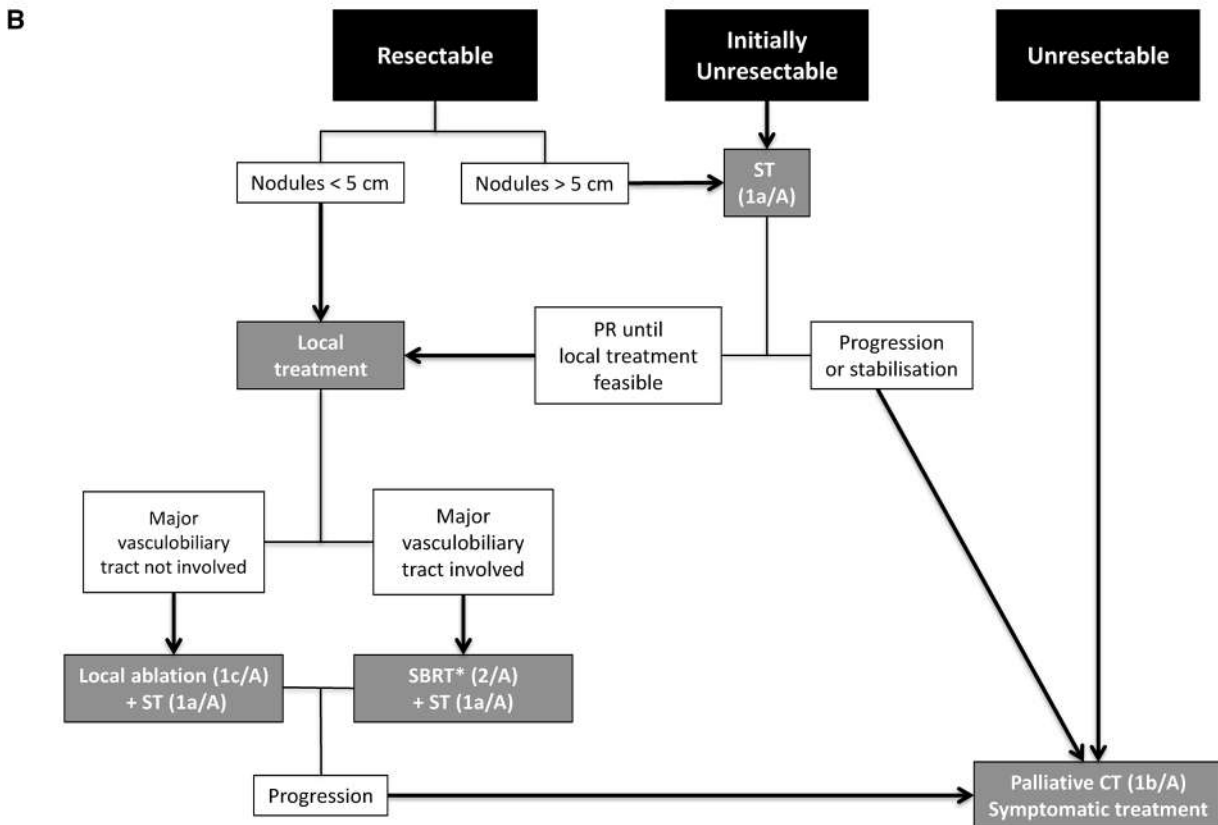 B
Resectable
Initially
Unresectable
Unresectable
Nodules < 5 cm
Nodules > 5 cm
ST
(1a/A)
Local
treatment
PR until
local treatment
feasible
Progression
or stabilisation
Major
vasculobiliary
tract not involved
Major
vasculobiliary
tract involved
Local ablation (1c/A)
+ ST (1a/A)
SBRT* (2/A)
+ ST (1a/A)
Progression
Palliative CT (1b/A)
Symptomatic treatment